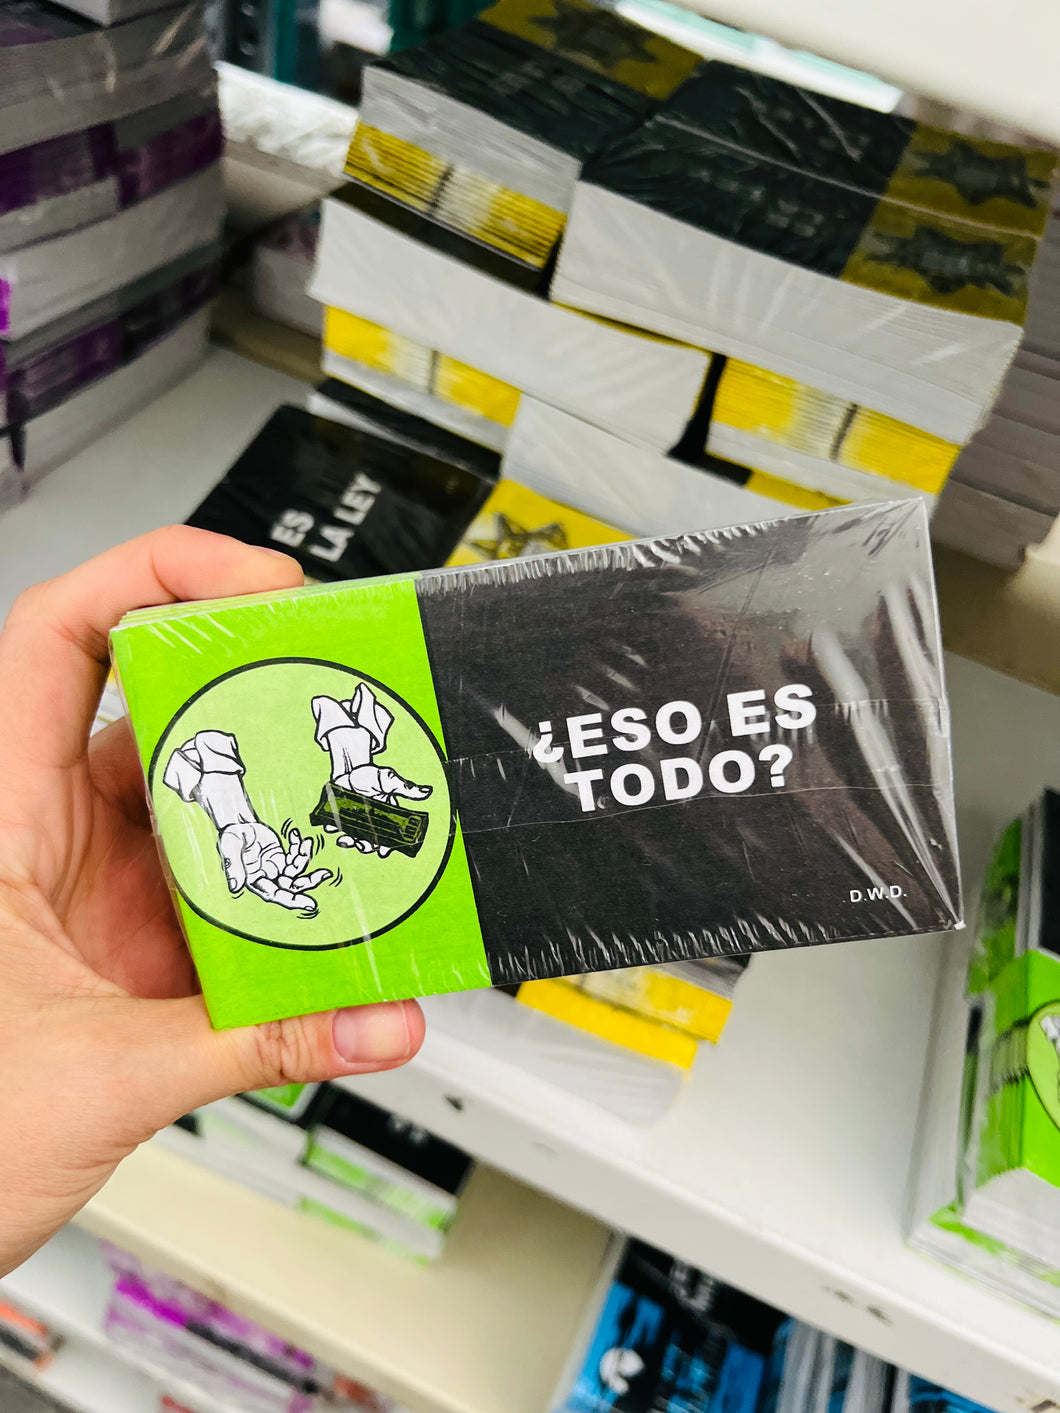 ES
LA LEY
¿ESO ES
TODO?
D.W.D.